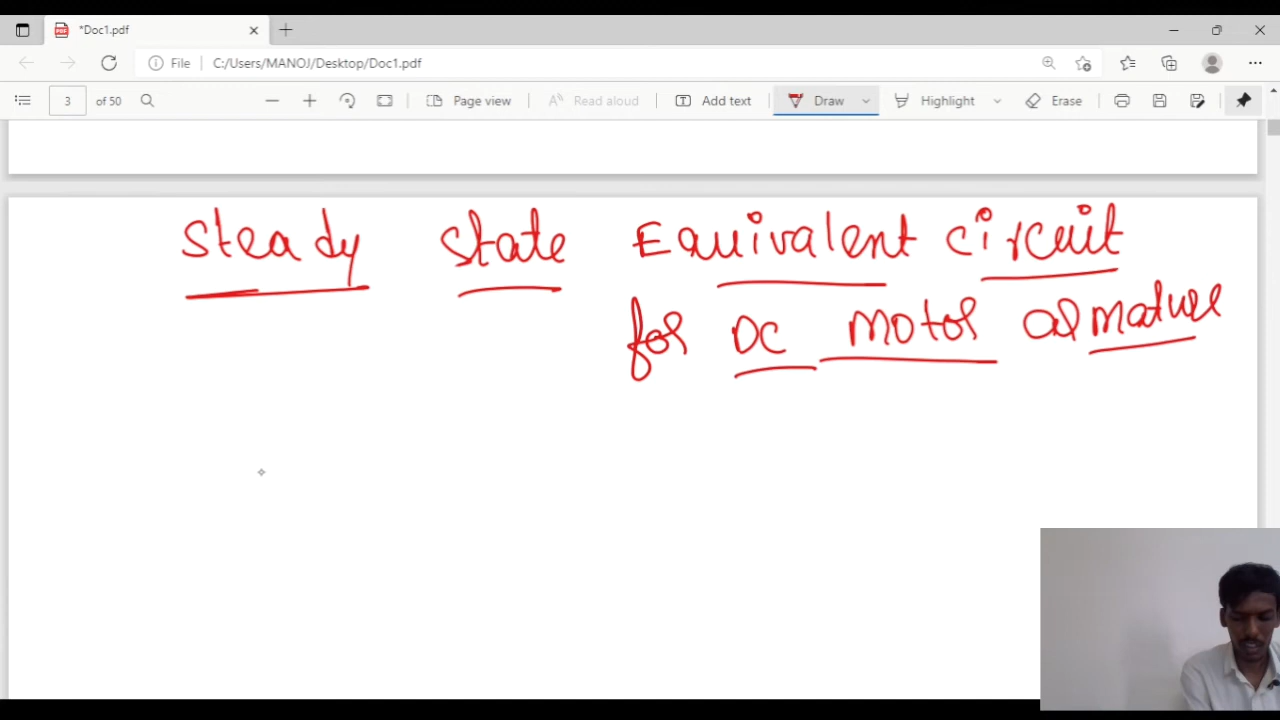 *Doc1.pdf
File C:/Users/MANOJ/Desktop/Doc1.pdf
3 of 50 Page view Read aloud Add text Draw Highlight Erase
Steady State Equivalent circuit
for DC motor armature